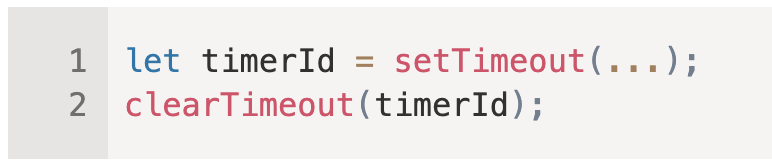 1 let timerId = setTimeout(...);
2 clearTimeout(timerId);